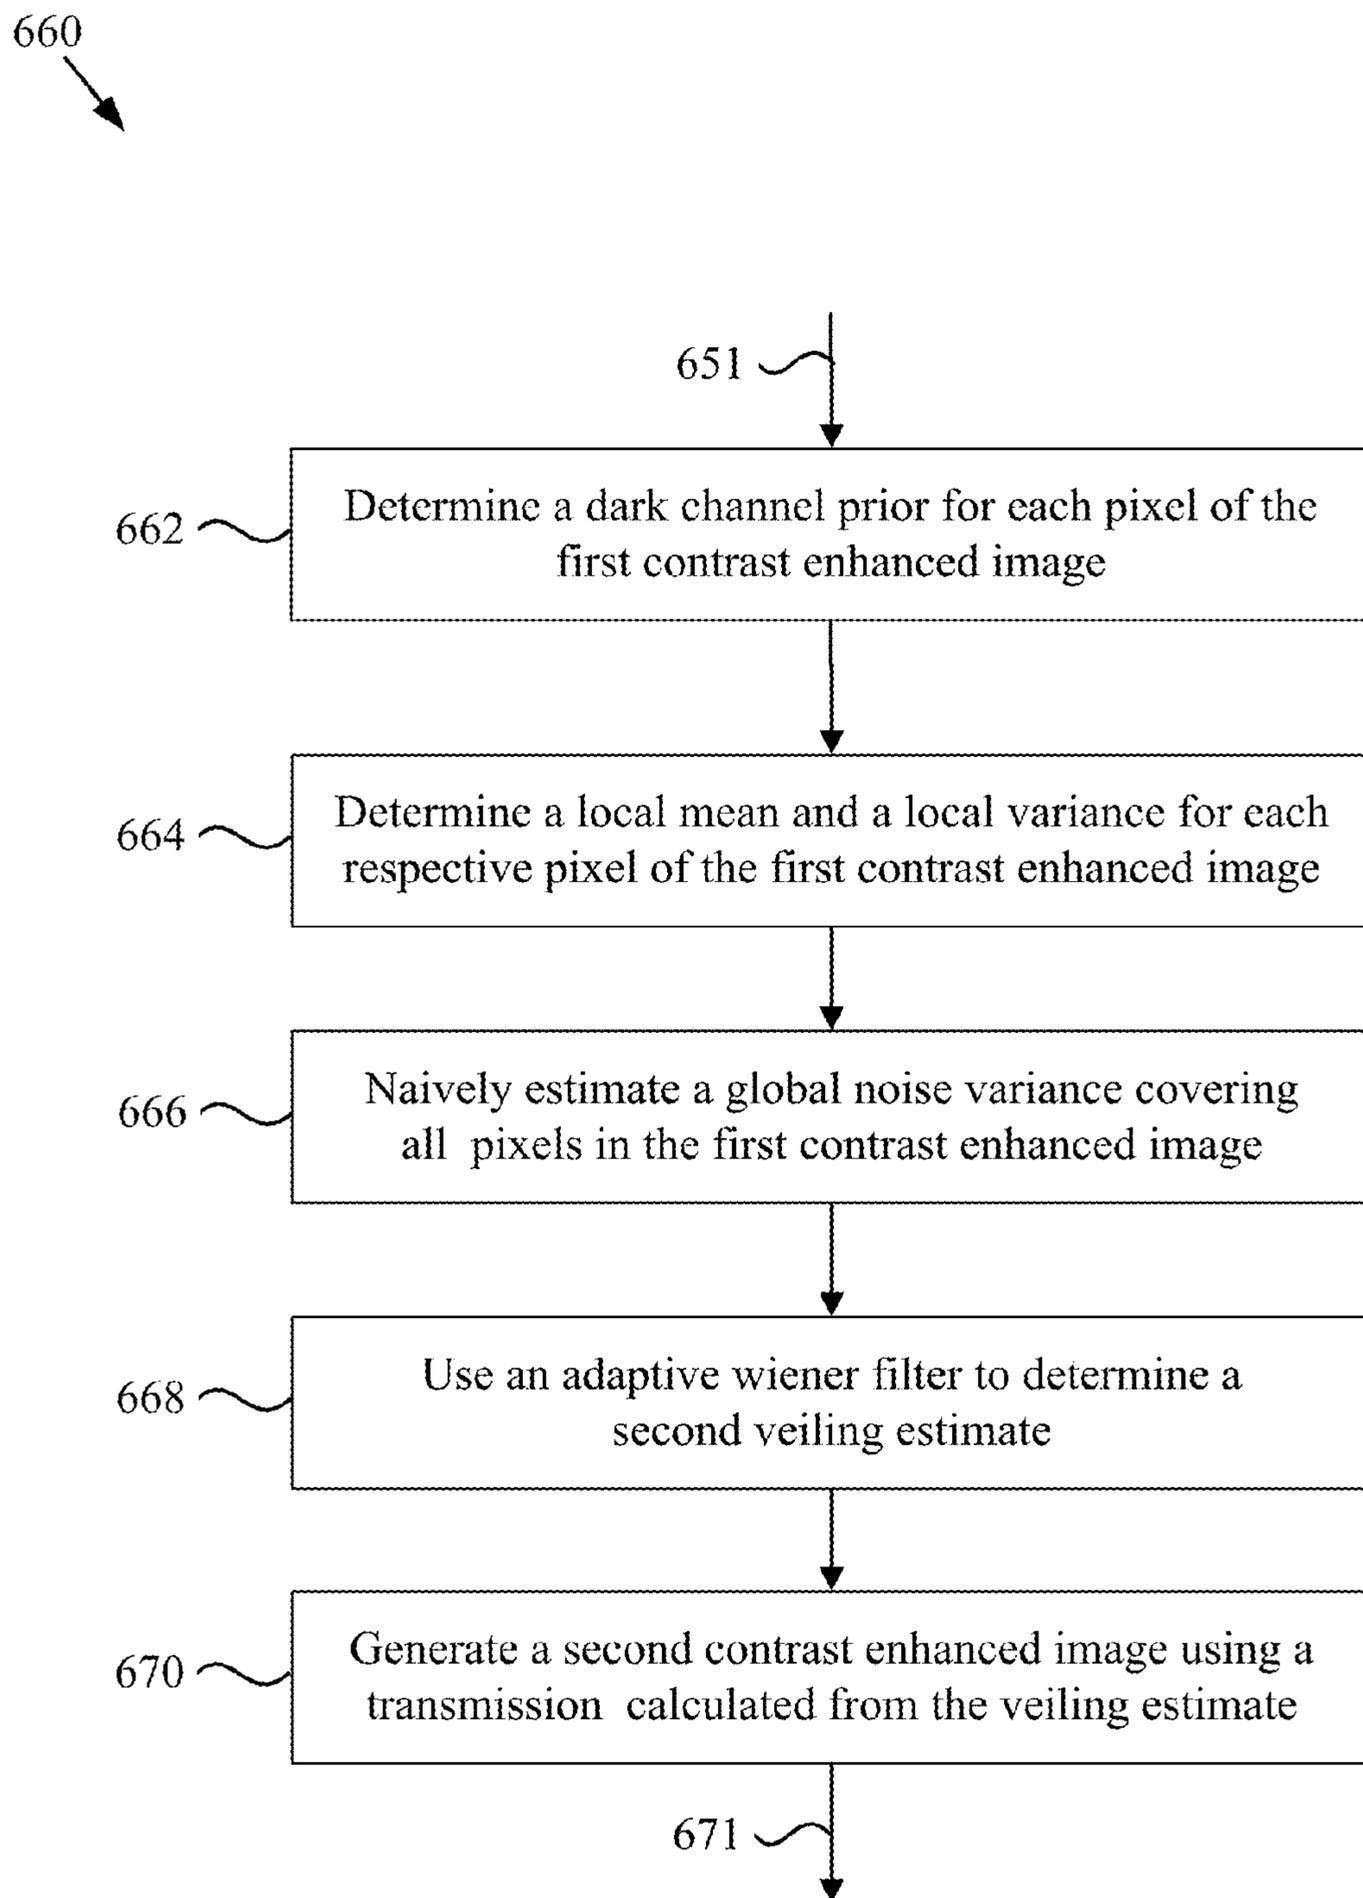 660
651
662
Determine a dark channel prior for each pixel of the
first contrast enhanced image
664
Determine a local mean and a local variance for each
respective pixel of the first contrast enhanced image
666
Naively estimate a global noise variance covering
all pixels in the first contrast enhanced image
668
Use an adaptive wiener filter to determine a
second veiling estimate
670
Generate a second contrast enhanced image using a
transmission calculated from the veiling estimate
671